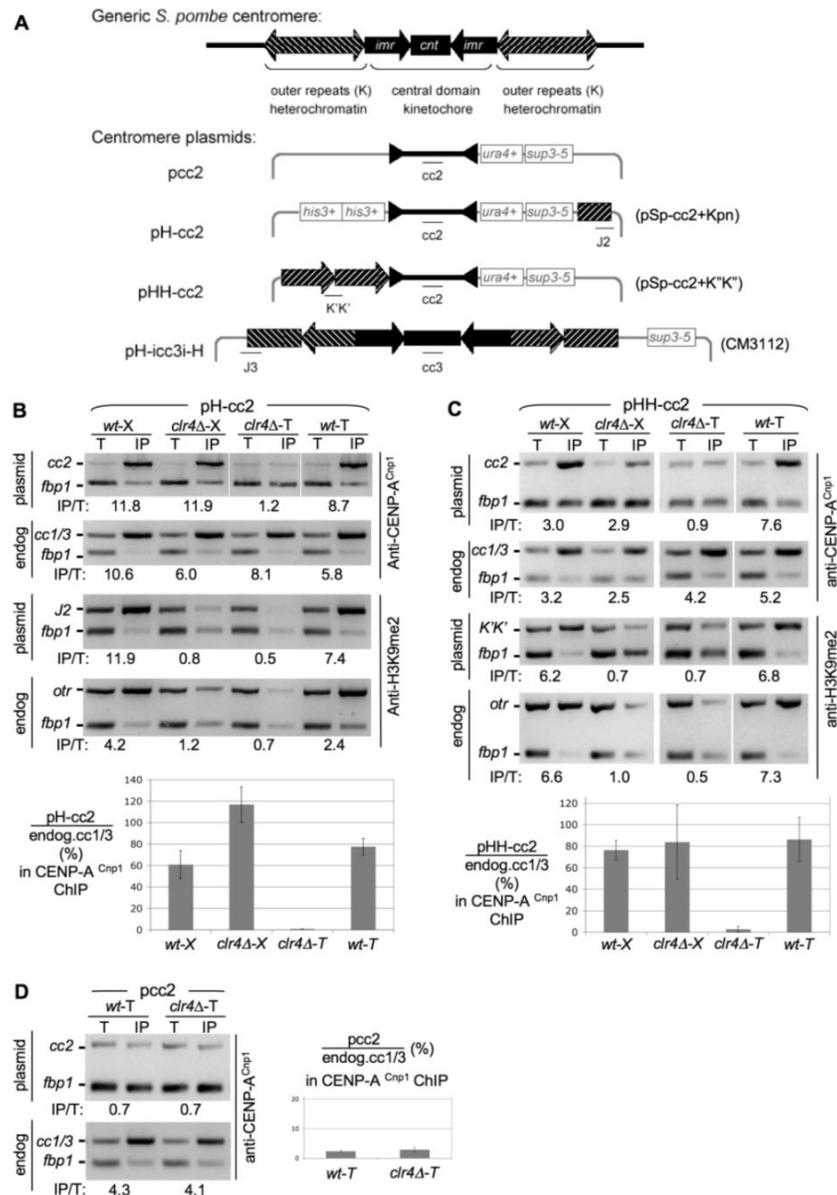 A
Generic S. pombe centromere:
imr cnt imr
outer repeats (K) central domain outer repeats (K)
heterochromatin kinetochore heterochromatin
Centromere plasmids:
pcc2 ura4+ sup3-5
cc2
pH-cc2 his3+ his3+ ura4+ sup3-5 (pSp-cc2+Kpn)
cc2 J2
pHH-cc2 ura4+ sup3-5 (pSp-cc2+K"K")
K'K' cc2
pH-icc3i-H sup3-5 (CM3112)
J3 cc3
B
pH-cc2
wt-X clr4Δ-X clr4Δ-T wt-T
T IP T IP T IP T IP
plasmid cc2
fbp1
IP/T: 11.8 11.9 1.2 8.7
endog cc1/3
fbp1
IP/T: 10.6 6.0 8.1 5.8
Anti-CENP-A Cnp1
plasmid J2
fbp1
IP/T: 11.9 0.8 0.5 7.4
endog otr
fbp1
IP/T: 4.2 1.2 0.7 2.4
Anti-H3K9me2
pH-cc2
endog.cc1/3
(%)
in CENP-A Cnp1
ChIP
140
120
100
80
60
40
20
0
wt-X clr4Δ-X clr4Δ-T wt-T
C
pHH-cc2
wt-X clr4Δ-X clr4Δ-T wt-T
T IP T IP T IP T IP
plasmid cc2
fbp1
IP/T: 3.0 2.9 0.9 7.6
endog cc1/3
fbp1
IP/T: 3.2 2.5 4.2 5.2
anti-CENP-A Cnp1
plasmid K'K'
fbp1
IP/T: 6.2 0.7 0.7 6.8
endog otr
fbp1
IP/T: 6.6 1.0 0.5 7.3
anti-H3K9me2
pHH-cc2
endog.cc1/3
(%)
in CENP-A Cnp1
ChIP
120
100
80
60
40
20
0
wt-X clr4Δ-X clr4Δ-T wt-T
D
pcc2
wt-T clr4Δ-T
T IP T IP
plasmid cc2
fbp1
IP/T: 0.7 0.7
endog cc1/3
fbp1
IP/T: 4.3 4.1
anti-CENP-A Cnp1
pcc2
endog.cc1/3 (%)
in CENP-A Cnp1 ChIP
20
10
0
wt-T clr4Δ-T